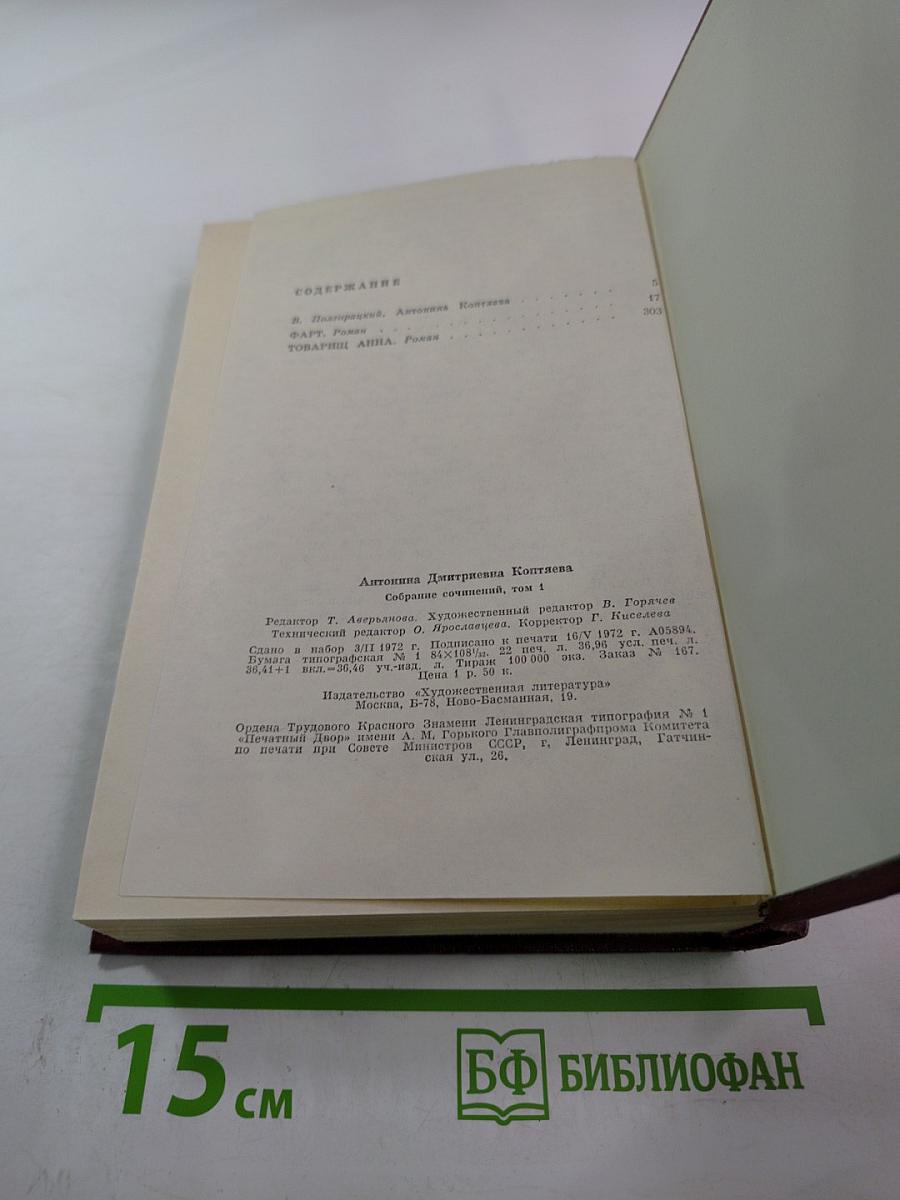 СОДЕРЖАНИЕ
В. Полторацкий. Антонина Коптяева . . . . . . . 5
ФАРТ. Роман . . . . . . . . . . . . . 17
ТОВАРИЩ АННА. Роман . . . . . . . . . . 303
Антонина Дмитриевна Коптяева
Собрание сочинений, том 1
Редактор Т. Аверьянова. Художественный редактор В. Горячев
Технический редактор О. Ярославцева. Корректор Г. Киселева
Сдано в набор 3/II 1972 г. Подписано к печати 16/V 1972 г. А05894.
Бумага типографская № 1 84×108 1/32. 22 печ. л. 36,96 усл. печ. л.
36,41+1 вкл.=36,46 уч.-изд. л. Тираж 100 000 экз. Заказ № 167.
Цена 1 р. 50 к.
Издательство «Художественная литература»
Москва, Б-78, Ново-Басманная, 19.
Ордена Трудового Красного Знамени Ленинградская типография № 1
«Печатный Двор» имени А. М. Горького Главполиграфпрома Комитета
по печати при Совете Министров СССР, г. Ленинград, Гатчин-
ская ул., 26.
15 см
БФ БИБЛИОФАН